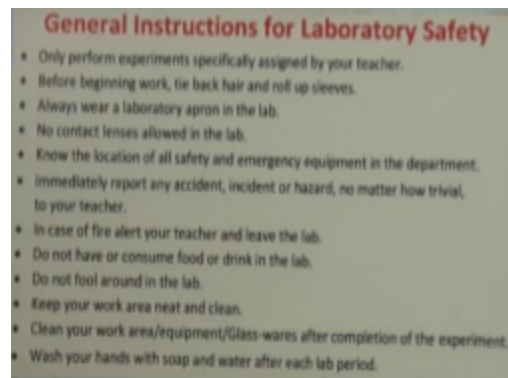 General Instructions for Laboratory Safety
• Only perform experiments specifically assigned by your teacher.
• Before beginning work, tie back hair and roll up sleeves.
• Always wear a laboratory apron in the lab.
• No contact lenses allowed in the lab.
• Know the location of all safety and emergency equipment in the department.
• Immediately report any accident, incident or hazard, no matter how trivial,
to your teacher.
• In case of fire alert your teacher and leave the lab.
• Do not have or consume food or drink in the lab.
• Do not fool around in the lab.
• Keep your work area neat and clean.
• Clean your work area/equipment/Glass-wares after completion of the experiment.
• Wash your hands with soap and water after each lab period.